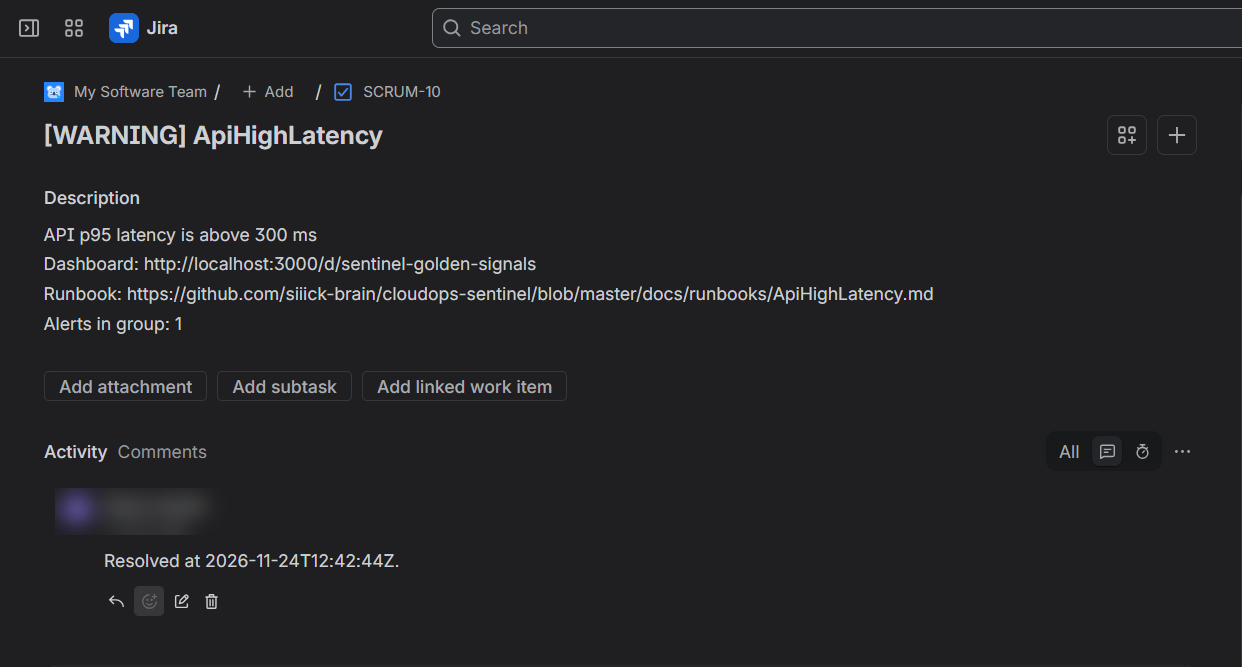 Jira
Search
My Software Team / + Add / SCRUM-10
[WARNING] ApiHighLatency
Description
API p95 latency is above 300 ms
Dashboard: http://localhost:3000/d/sentinel-golden-signals
Runbook: https://github.com/siiick-brain/cloudops-sentinel/blob/master/docs/runbooks/ApiHighLatency.md
Alerts in group: 1
Add attachment Add subtask Add linked work item
Activity Comments All
Resolved at 2026-11-24T12:42:44Z.